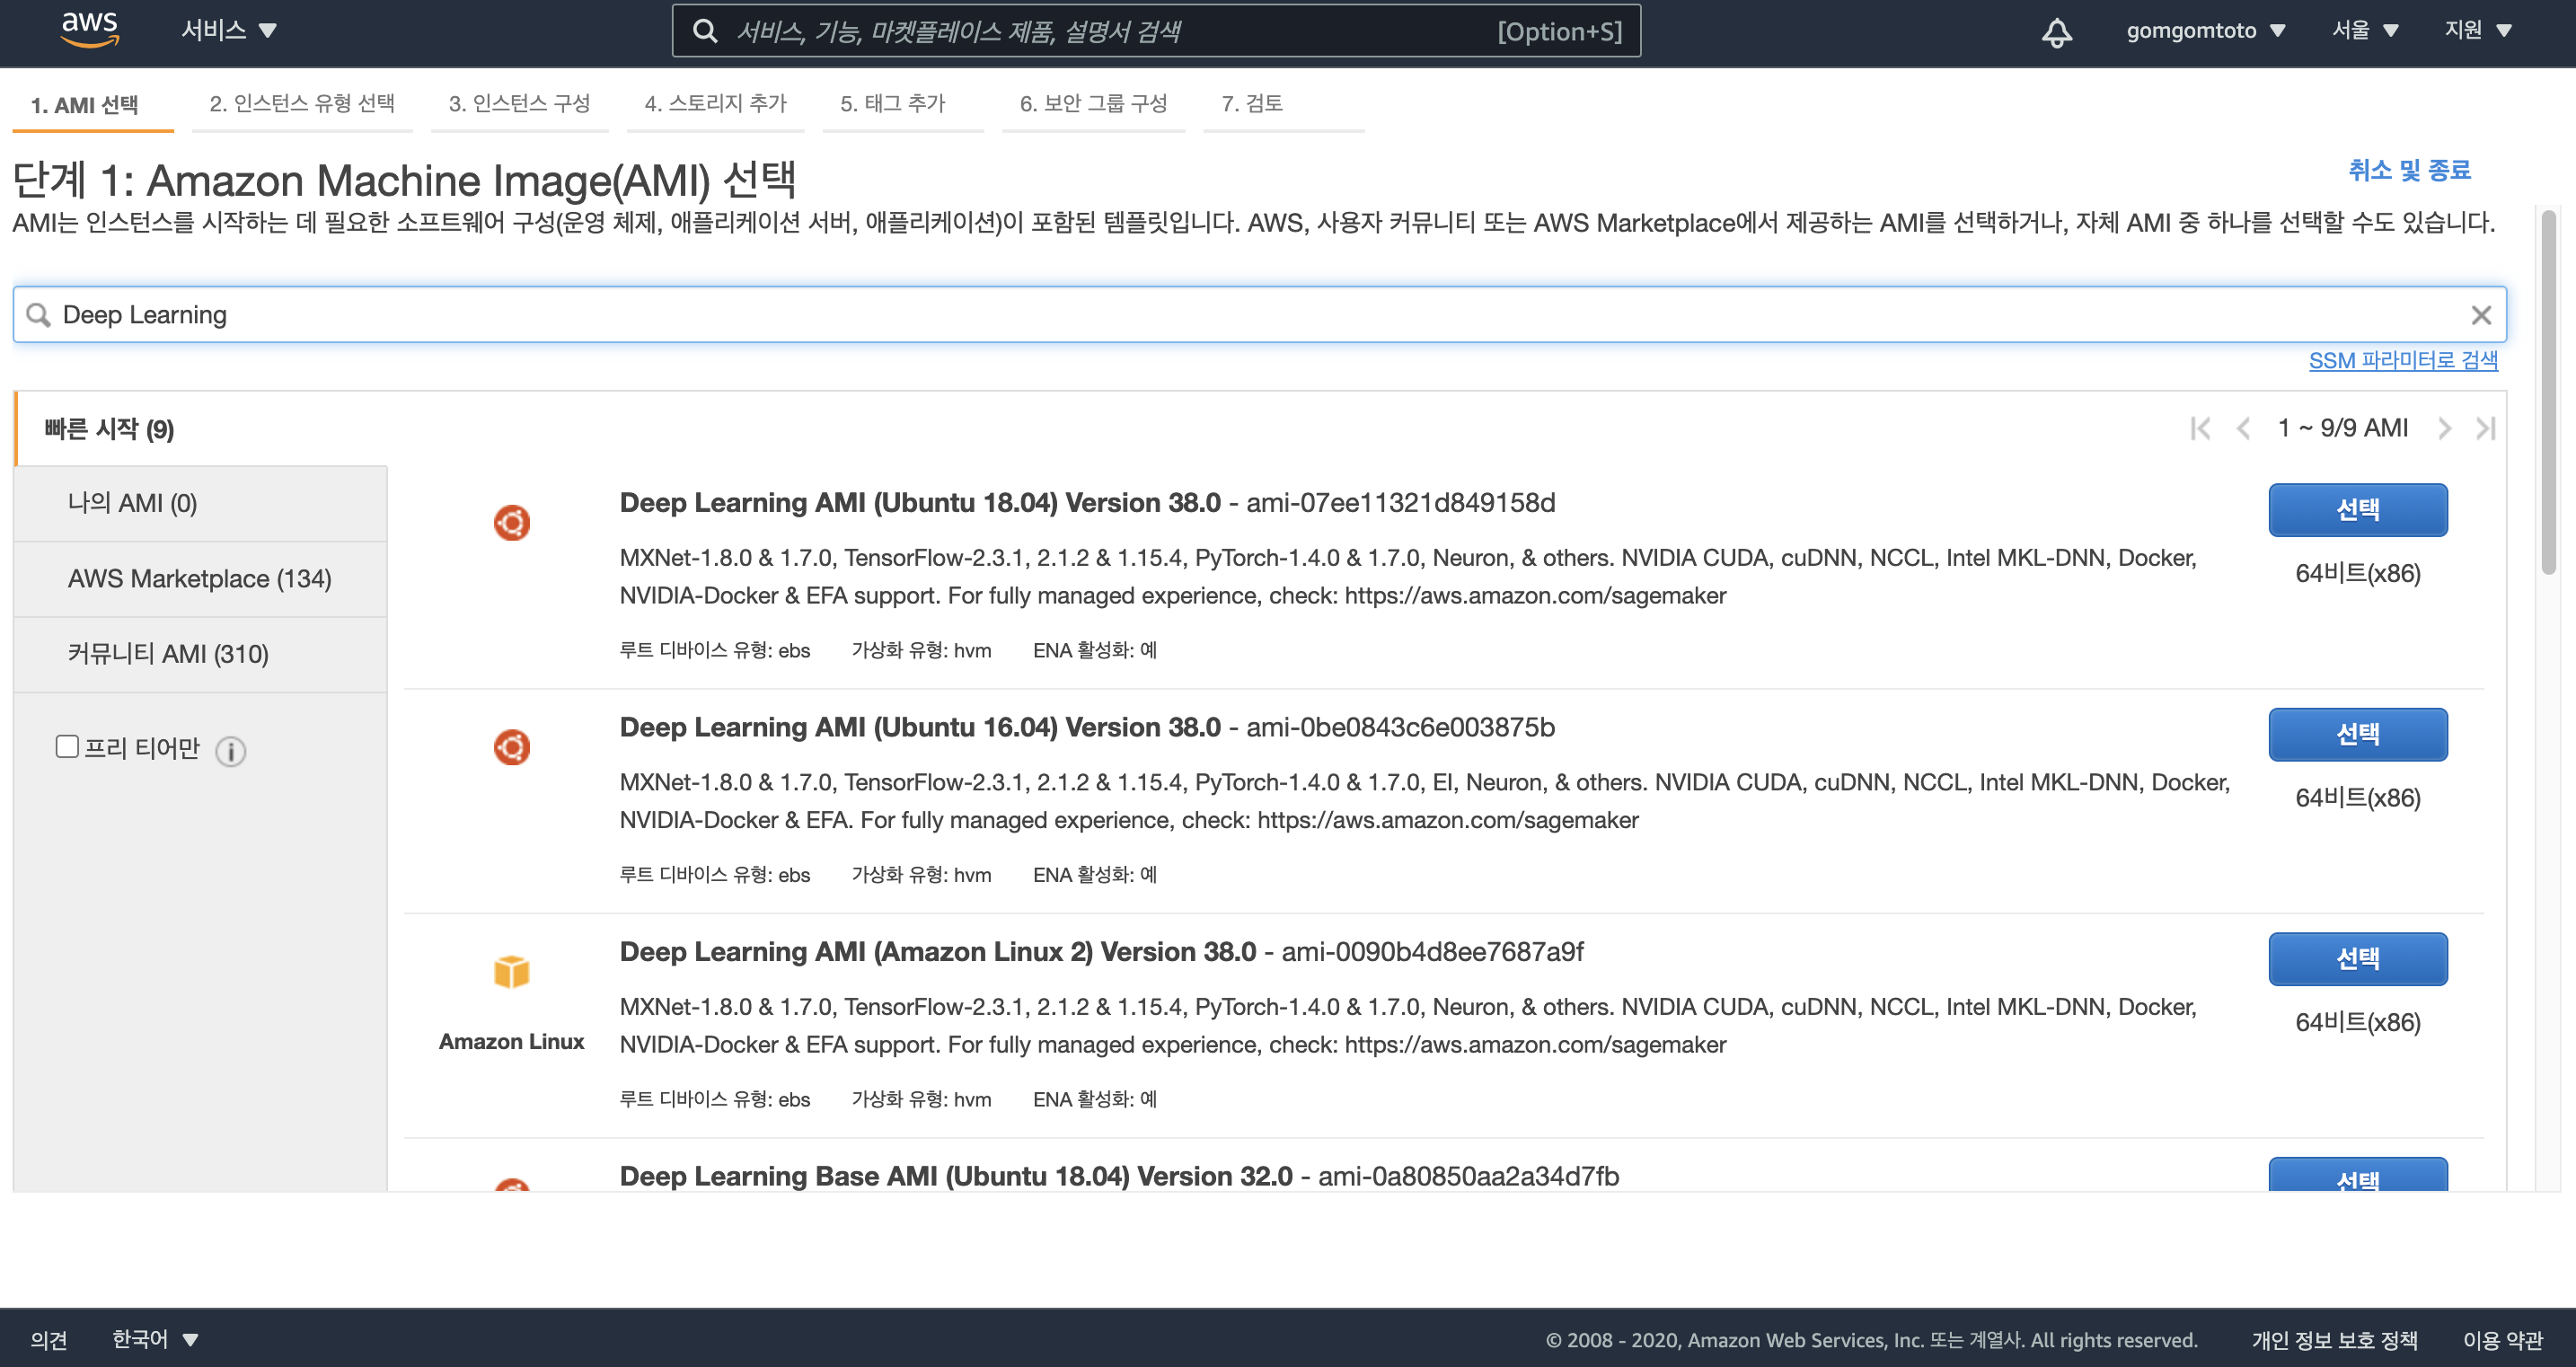 aws 서비스 서비스, 기능, 마켓플레이스 제품, 설명서 검색 [Option+S] gomgomtoto 서울 지원
1. AMI 선택 2. 인스턴스 유형 선택 3. 인스턴스 구성 4. 스토리지 추가 5. 태그 추가 6. 보안 그룹 구성 7. 검토
단계 1: Amazon Machine Image(AMI) 선택 취소 및 종료
AMI는 인스턴스를 시작하는 데 필요한 소프트웨어 구성(운영 체제, 애플리케이션 서버, 애플리케이션)이 포함된 템플릿입니다. AWS, 사용자 커뮤니티 또는 AWS Marketplace에서 제공하는 AMI를 선택하거나, 자체 AMI 중 하나를 선택할 수도 있습니다.
Deep Learning
SSM 파라미터로 검색
빠른 시작 (9)
1 ~ 9/9 AMI
나의 AMI (0)
AWS Marketplace (134)
커뮤니티 AMI (310)
프리 티어만
Deep Learning AMI (Ubuntu 18.04) Version 38.0 - ami-07ee11321d849158d
선택
MXNet-1.8.0 & 1.7.0, TensorFlow-2.3.1, 2.1.2 & 1.15.4, PyTorch-1.4.0 & 1.7.0, Neuron, & others. NVIDIA CUDA, cuDNN, NCCL, Intel MKL-DNN, Docker,
NVIDIA-Docker & EFA support. For fully managed experience, check: https://aws.amazon.com/sagemaker
64비트(x86)
루트 디바이스 유형: ebs 가상화 유형: hvm ENA 활성화: 예
Deep Learning AMI (Ubuntu 16.04) Version 38.0 - ami-0be0843c6e003875b
선택
MXNet-1.8.0 & 1.7.0, TensorFlow-2.3.1, 2.1.2 & 1.15.4, PyTorch-1.4.0 & 1.7.0, EI, Neuron, & others. NVIDIA CUDA, cuDNN, NCCL, Intel MKL-DNN, Docker,
NVIDIA-Docker & EFA. For fully managed experience, check: https://aws.amazon.com/sagemaker
64비트(x86)
루트 디바이스 유형: ebs 가상화 유형: hvm ENA 활성화: 예
Amazon Linux
Deep Learning AMI (Amazon Linux 2) Version 38.0 - ami-0090b4d8ee7687a9f
선택
MXNet-1.8.0 & 1.7.0, TensorFlow-2.3.1, 2.1.2 & 1.15.4, PyTorch-1.4.0 & 1.7.0, Neuron, & others. NVIDIA CUDA, cuDNN, NCCL, Intel MKL-DNN, Docker,
NVIDIA-Docker & EFA support. For fully managed experience, check: https://aws.amazon.com/sagemaker
64비트(x86)
루트 디바이스 유형: ebs 가상화 유형: hvm ENA 활성화: 예
Deep Learning Base AMI (Ubuntu 18.04) Version 32.0 - ami-0a80850aa2a34d7fb
선택
의견 한국어 © 2008 - 2020, Amazon Web Services, Inc. 또는 계열사. All rights reserved. 개인 정보 보호 정책 이용 약관